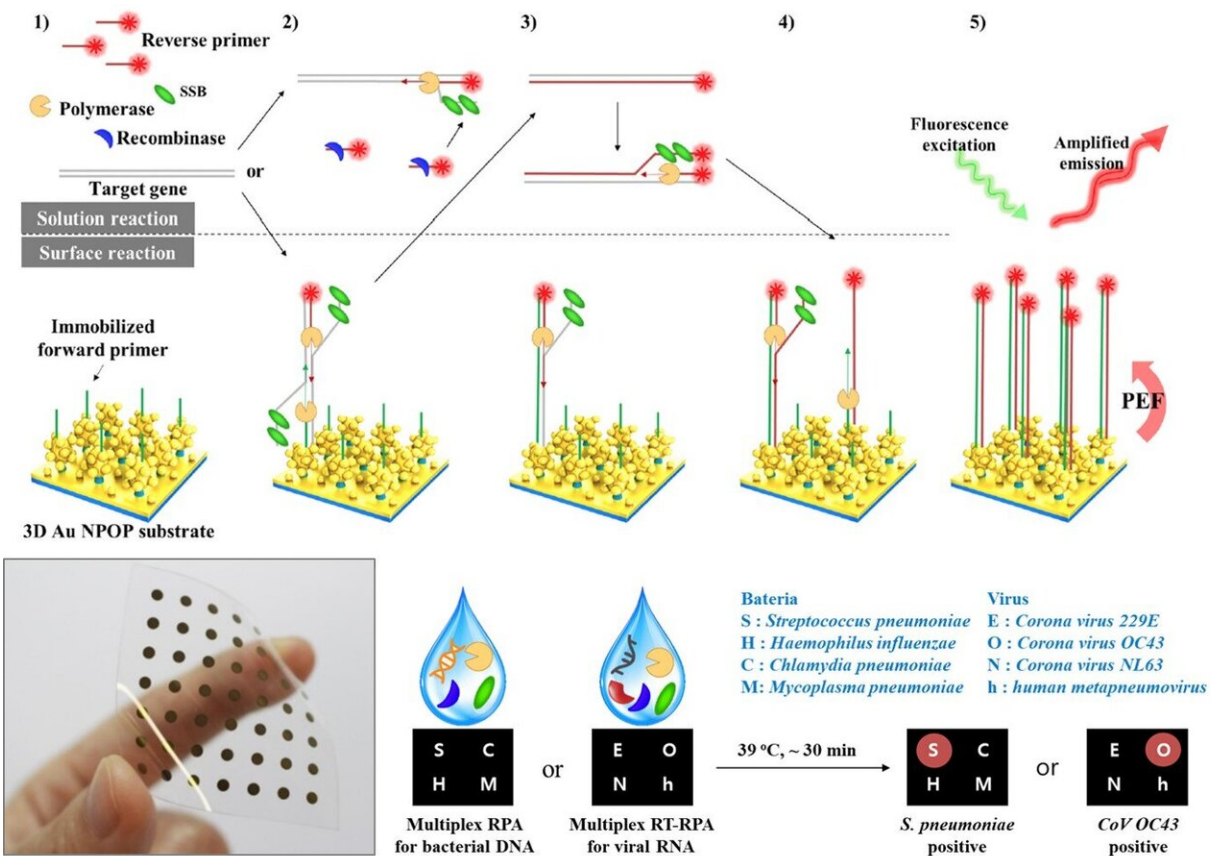 1)
2)
3)
4)
5)
Reverse primer
SSB
Polymerase
Recombinase
or
Target gene
Solution reaction
Surface reaction
Fluorescence
excitation
Amplified
emission
Immobilized
forward primer
PEF
3D Au NPOP substrate
Bateria
S : Streptococcus pneumoniae
H : Haemophilus influenzae
C : Chlamydia pneumoniae
M: Mycoplasma pneumoniae
Virus
E : Corona virus 229E
O : Corona virus OC43
N : Corona virus NL63
h : human metapneumovirus
S C
H M
or
E O
N h
39 °C, ~ 30 min
S C
H M
or
E O
N h
Multiplex RPA
for bacterial DNA
Multiplex RT-RPA
for viral RNA
S. pneumoniae
positive
CoV OC43
positive